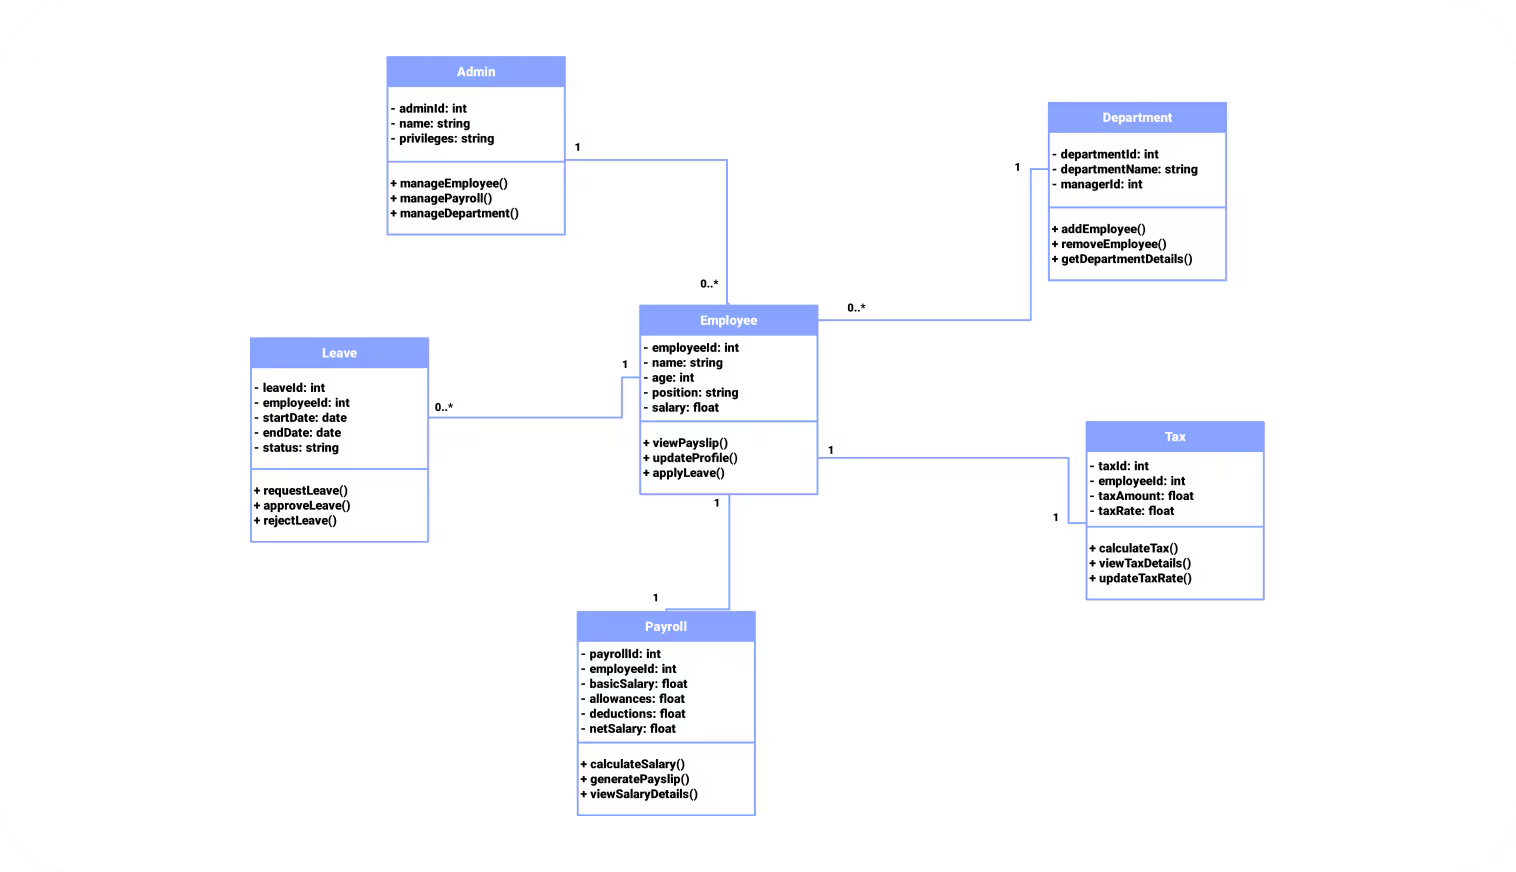 Admin
- adminId: int
- name: string
- privileges: string
+ manageEmployee()
+ managePayroll()
+ manageDepartment()
1
0..*
Department
- departmentId: int
- departmentName: string
- managerId: int
+ addEmployee()
+ removeEmployee()
+ getDepartmentDetails()
1
0..*
Employee
- employeeId: int
- name: string
- age: int
- position: string
- salary: float
+ viewPayslip()
+ updateProfile()
+ applyLeave()
Leave
- leaveId: int
- employeeId: int
- startDate: date
- endDate: date
- status: string
+ requestLeave()
+ approveLeave()
+ rejectLeave()
0..*
1
1
1
Tax
- taxId: int
- employeeId: int
- taxAmount: float
- taxRate: float
+ calculateTax()
+ viewTaxDetails()
+ updateTaxRate()
1
1
Payroll
- payrollId: int
- employeeId: int
- basicSalary: float
- allowances: float
- deductions: float
- netSalary: float
+ calculateSalary()
+ generatePayslip()
+ viewSalaryDetails()